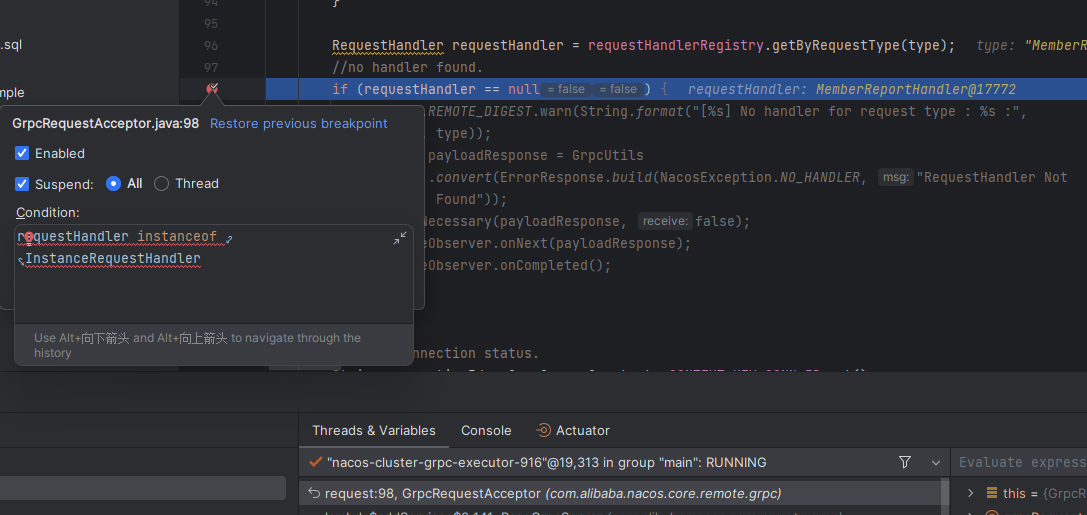 94
}
95
.sql
96
RequestHandler requestHandler = requestHandlerRegistry.getByRequestType(type); type: "MemberR
97
//no handler found.
mple
if (requestHandler == null = false = false ) { requestHandler: MemberReportHandler@17772
GrpcRequestAcceptor.java:98 Restore previous breakpoint
.REMOTE_DIGEST.warn(String.format("[%s] No handler for request type : %s :",
type));
Enabled
payloadResponse = GrpcUtils
Suspend: All Thread
.convert(ErrorResponse.build(NacosException.NO_HANDLER, msg: "RequestHandler Not
Found"));
Condition:
Necessary(payloadResponse, receive: false);
requestHandler instanceof
eObserver.onNext(payloadResponse);
InstanceRequestHandler
eObserver.onCompleted();
Use Alt+向下箭头 and Alt+向上箭头 to navigate through the
history
nnection status.
Threads & Variables Console Actuator
"nacos-cluster-grpc-executor-916"@19,313 in group "main": RUNNING
Evaluate express
request:98, GrpcRequestAcceptor (com.alibaba.nacos.core.remote.grpc)
this = {GrpcR